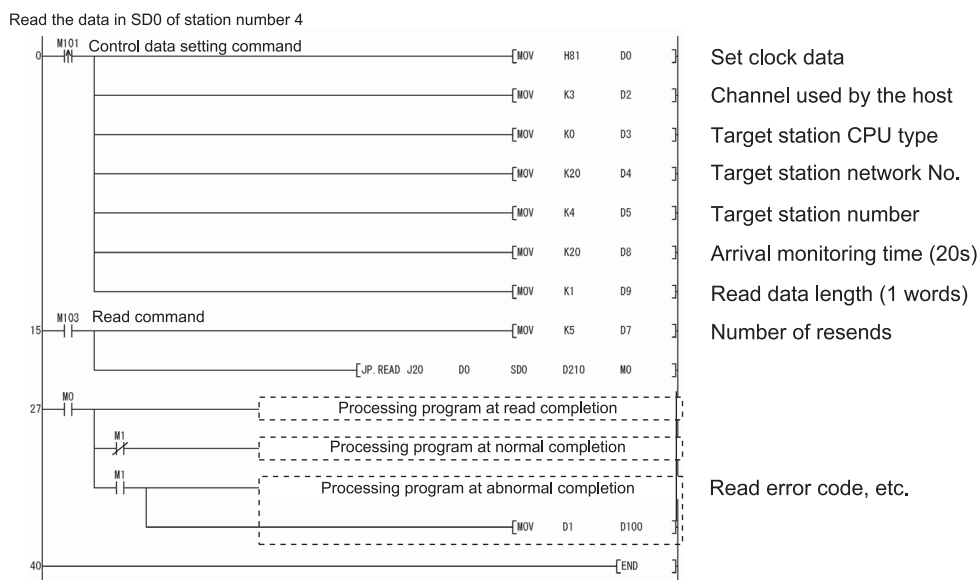 Read the data in SD0 of station number 4
M101 Control data setting command
0 [MOV H81 D0 ] Set clock data
[MOV K3 D2 ] Channel used by the host
[MOV K0 D3 ] Target station CPU type
[MOV K20 D4 ] Target station network No.
[MOV K4 D5 ] Target station number
[MOV K20 D8 ] Arrival monitoring time (20s)
[MOV K1 D9 ] Read data length (1 words)
M103 Read command
15 [MOV K5 D7 ] Number of resends
[JP.READ J20 D0 SD0 D210 M0 ]
M0
27 Processing program at read completion
M1
Processing program at normal completion
M1
Processing program at abnormal completion Read error code, etc.
[MOV D1 D100 ]
40 [END ]